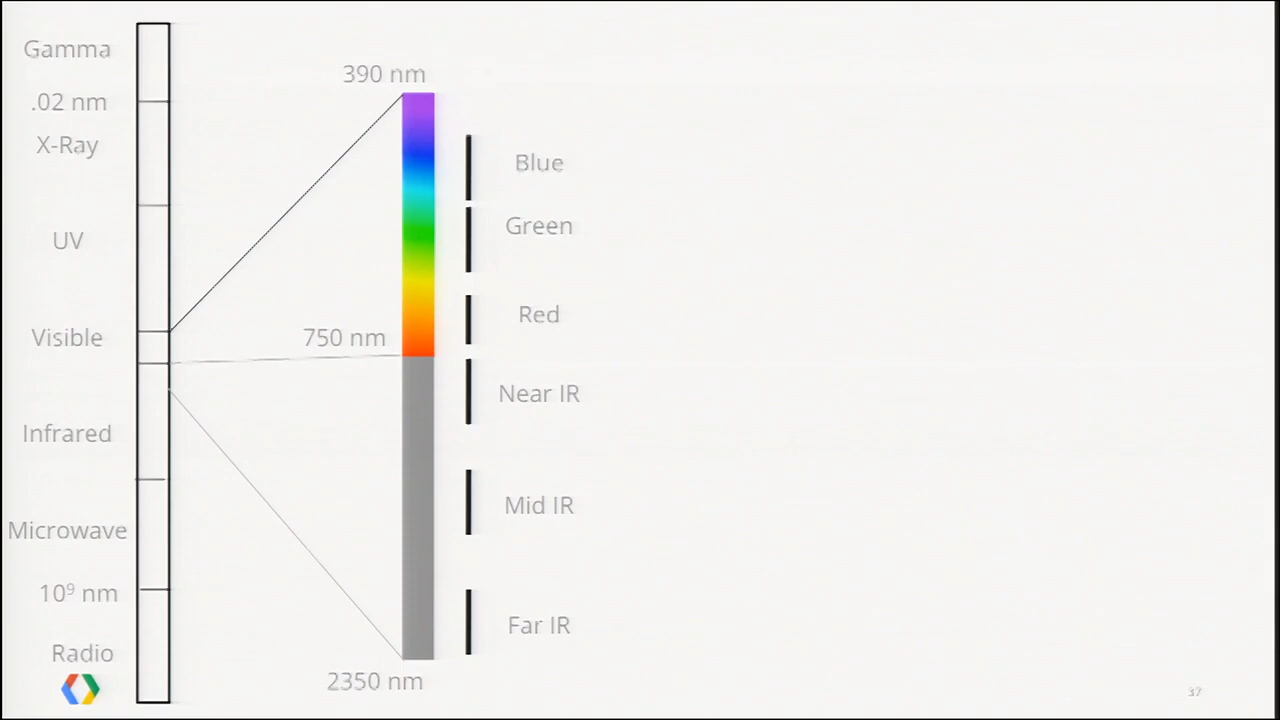 Gamma
.02 nm
X-Ray
UV
Visible
Infrared
Microwave
10⁹ nm
Radio
390 nm
750 nm
2350 nm
Blue
Green
Red
Near IR
Mid IR
Far IR
37